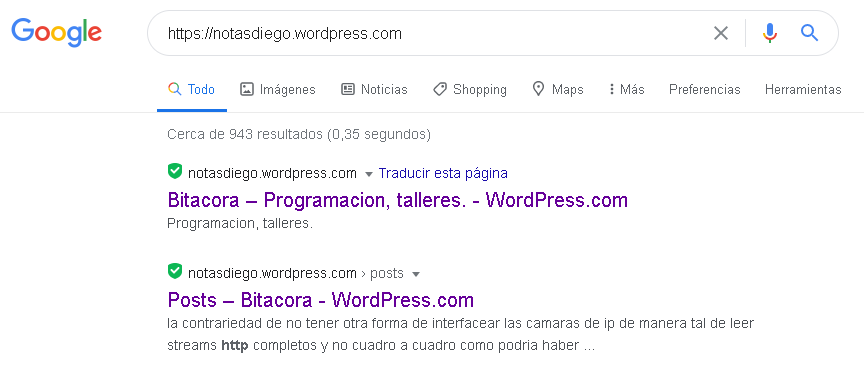 Google
https://notasdiego.wordpress.com
Todo Imágenes Noticias Shopping Maps Más Preferencias Herramientas
Cerca de 943 resultados (0,35 segundos)
notasdiego.wordpress.com Traducir esta página
Bitacora – Programacion, talleres. - WordPress.com
Programacion, talleres.
notasdiego.wordpress.com › posts
Posts – Bitacora - WordPress.com
la contrariedad de no tener otra forma de interfacear las camaras de ip de manera tal de leer
streams http completos y no cuadro a cuadro como podria haber ...